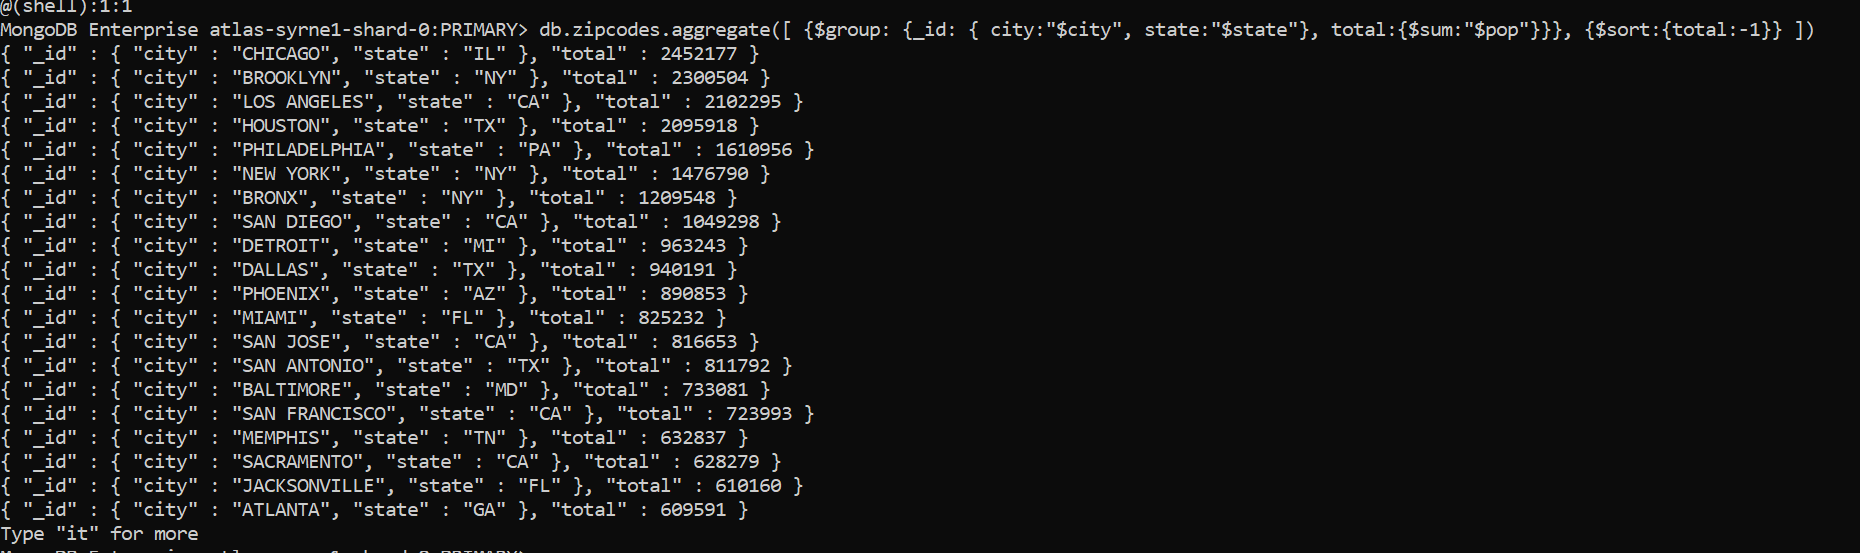 @(shell):1:1
MongoDB Enterprise atlas-syrne1-shard-0:PRIMARY> db.zipcodes.aggregate([ {$group: {_id: { city:"$city", state:"$state"}, total:{$sum:"$pop"}}}, {$sort:{total:-1}} ])
{ "_id" : { "city" : "CHICAGO", "state" : "IL" }, "total" : 2452177 }
{ "_id" : { "city" : "BROOKLYN", "state" : "NY" }, "total" : 2300504 }
{ "_id" : { "city" : "LOS ANGELES", "state" : "CA" }, "total" : 2102295 }
{ "_id" : { "city" : "HOUSTON", "state" : "TX" }, "total" : 2095918 }
{ "_id" : { "city" : "PHILADELPHIA", "state" : "PA" }, "total" : 1610956 }
{ "_id" : { "city" : "NEW YORK", "state" : "NY" }, "total" : 1476790 }
{ "_id" : { "city" : "BRONX", "state" : "NY" }, "total" : 1209548 }
{ "_id" : { "city" : "SAN DIEGO", "state" : "CA" }, "total" : 1049298 }
{ "_id" : { "city" : "DETROIT", "state" : "MI" }, "total" : 963243 }
{ "_id" : { "city" : "DALLAS", "state" : "TX" }, "total" : 940191 }
{ "_id" : { "city" : "PHOENIX", "state" : "AZ" }, "total" : 890853 }
{ "_id" : { "city" : "MIAMI", "state" : "FL" }, "total" : 825232 }
{ "_id" : { "city" : "SAN JOSE", "state" : "CA" }, "total" : 816653 }
{ "_id" : { "city" : "SAN ANTONIO", "state" : "TX" }, "total" : 811792 }
{ "_id" : { "city" : "BALTIMORE", "state" : "MD" }, "total" : 733081 }
{ "_id" : { "city" : "SAN FRANCISCO", "state" : "CA" }, "total" : 723993 }
{ "_id" : { "city" : "MEMPHIS", "state" : "TN" }, "total" : 632837 }
{ "_id" : { "city" : "SACRAMENTO", "state" : "CA" }, "total" : 628279 }
{ "_id" : { "city" : "JACKSONVILLE", "state" : "FL" }, "total" : 610160 }
{ "_id" : { "city" : "ATLANTA", "state" : "GA" }, "total" : 609591 }
Type "it" for more